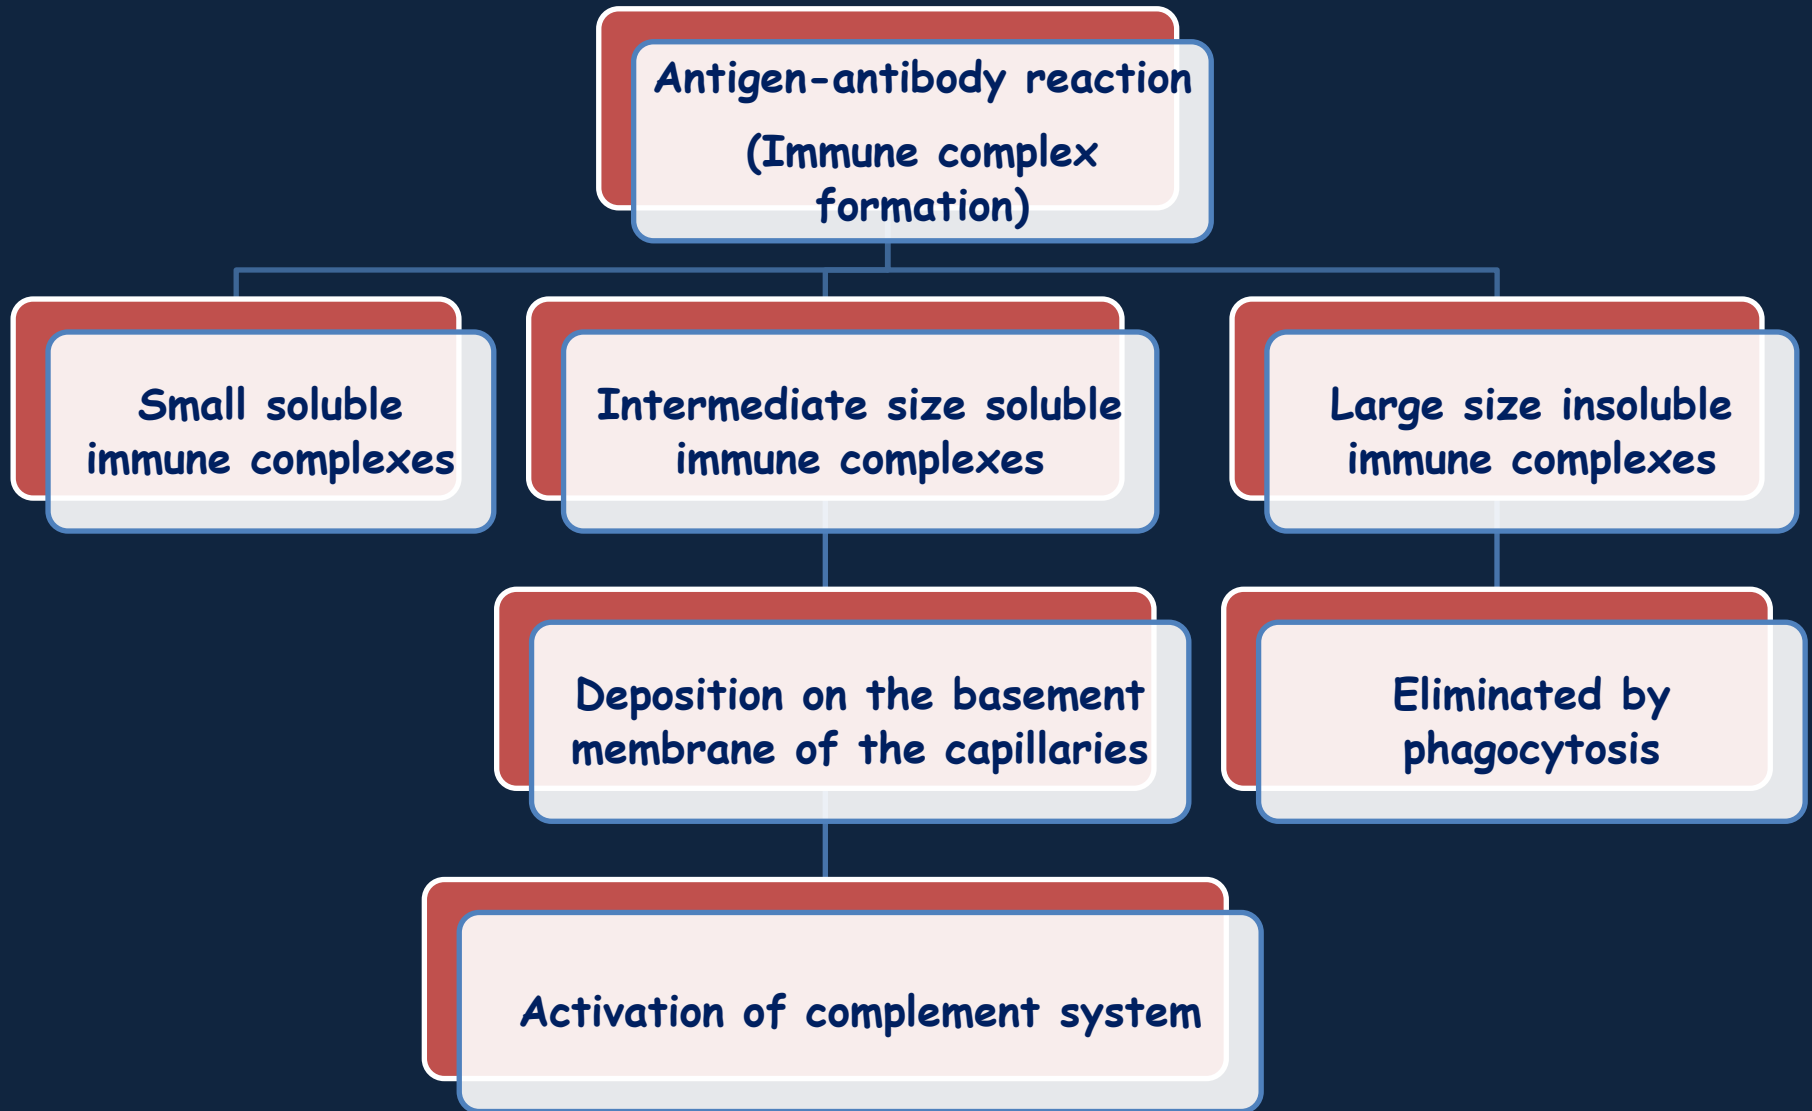 Antigen-antibody reaction
(Immune complex
formation)
Small soluble
immune complexes
Intermediate size soluble
immune complexes
Large size insoluble
immune complexes
Deposition on the basement
membrane of the capillaries
Eliminated by
phagocytosis
Activation of complement system